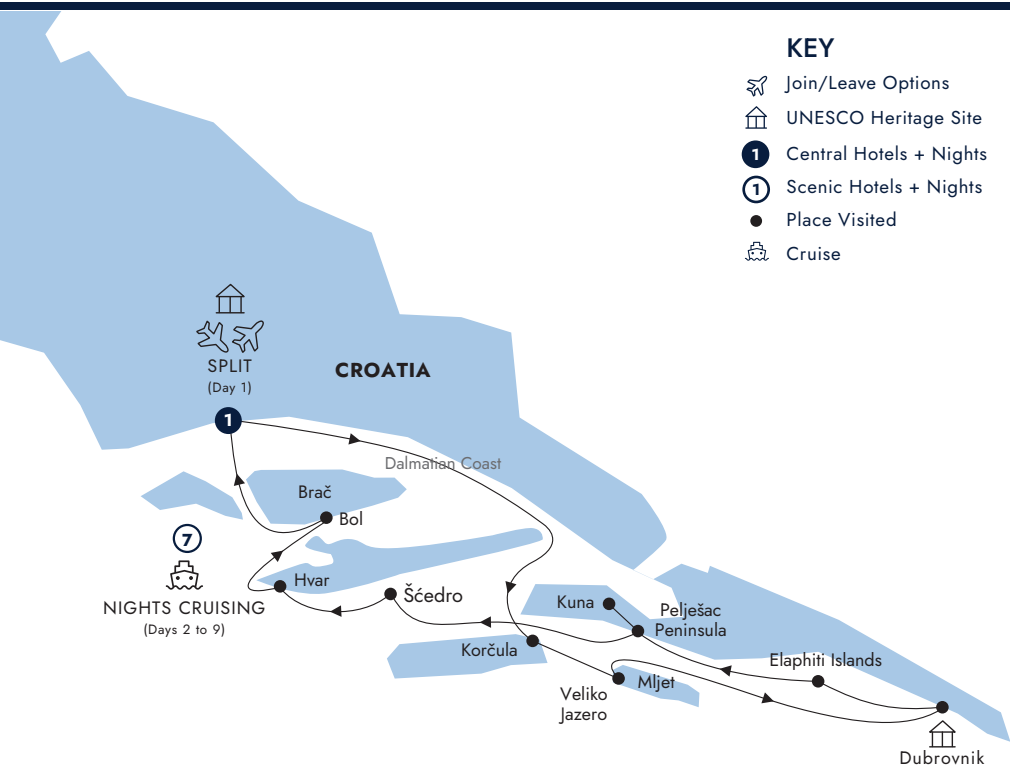 KEY
Join/Leave Options
UNESCO Heritage Site
1 Central Hotels + Nights
1 Scenic Hotels + Nights
Place Visited
Cruise
SPLIT
(Day 1)
1
CROATIA
Dalmatian Coast
Brač
Bol
7
NIGHTS CRUISING
(Days 2 to 9)
Hvar
Šćedro
Kuna
Pelješac
Peninsula
Korčula
Elaphiti Islands
Mljet
Veliko
Jazero
Dubrovnik